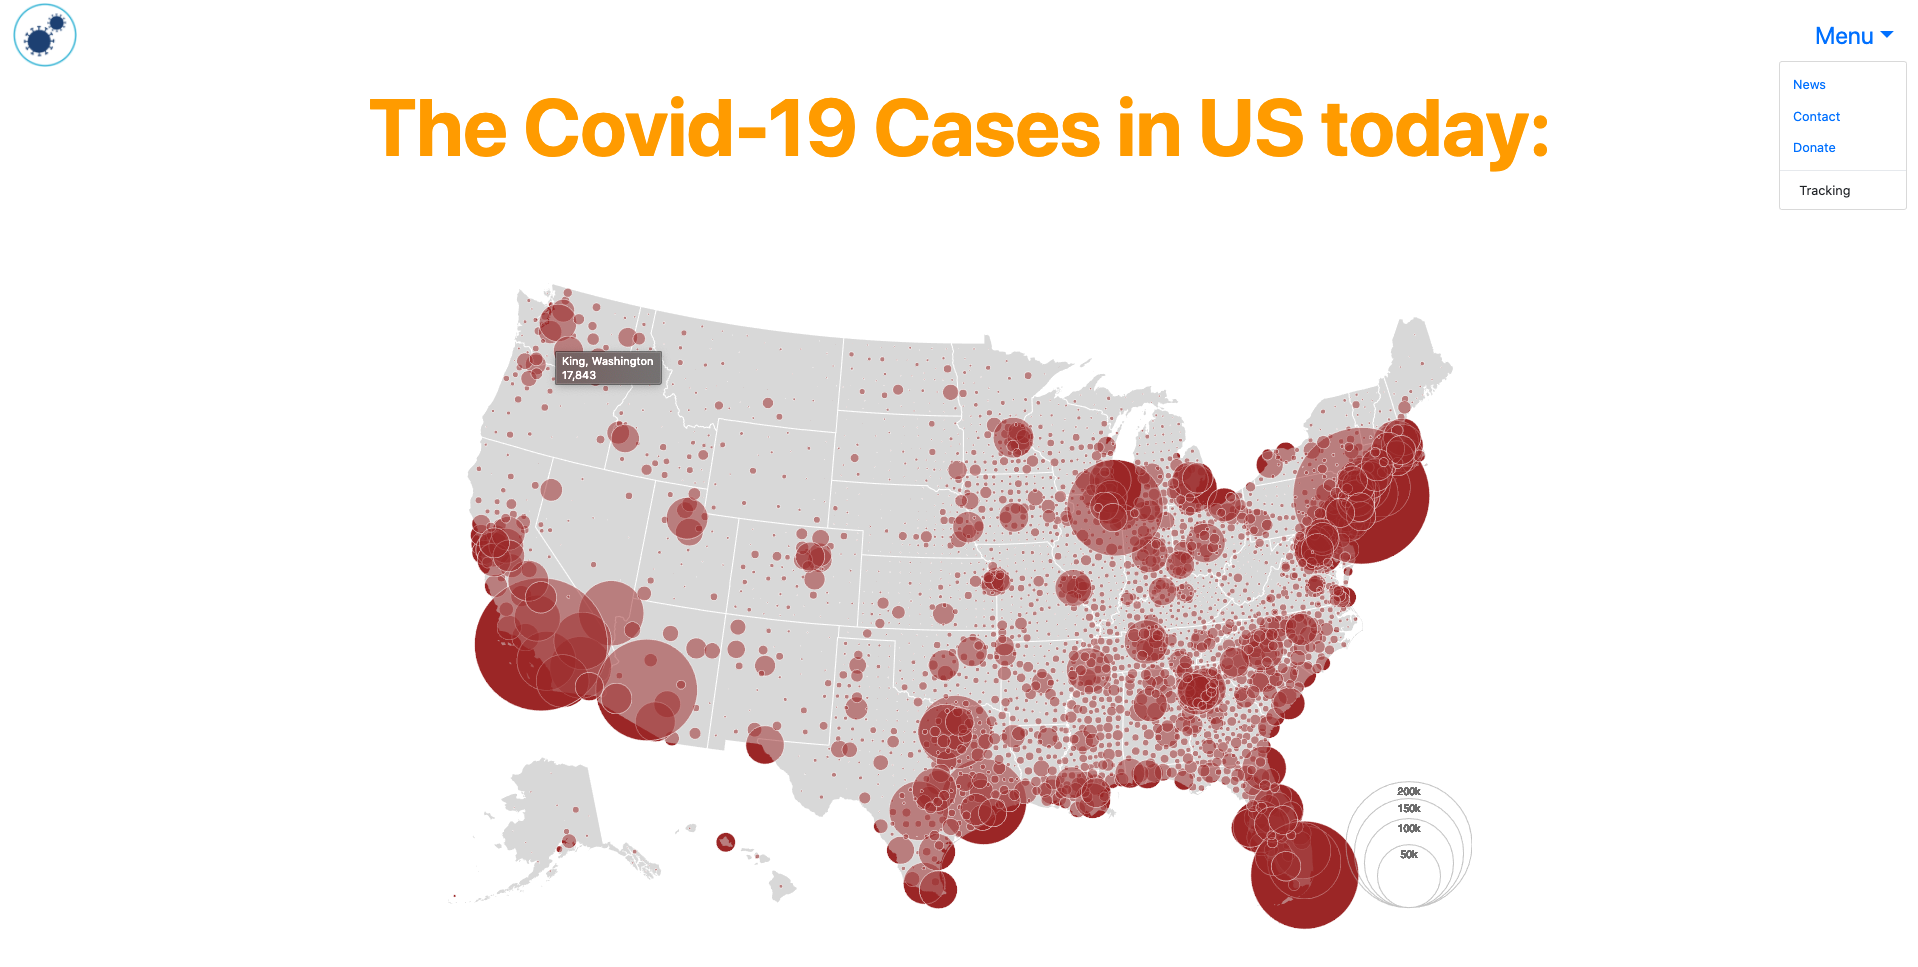 Menu
News
Contact
Donate
Tracking
The Covid-19 Cases in US today:
King, Washington
17,843
200k
150k
100k
50k